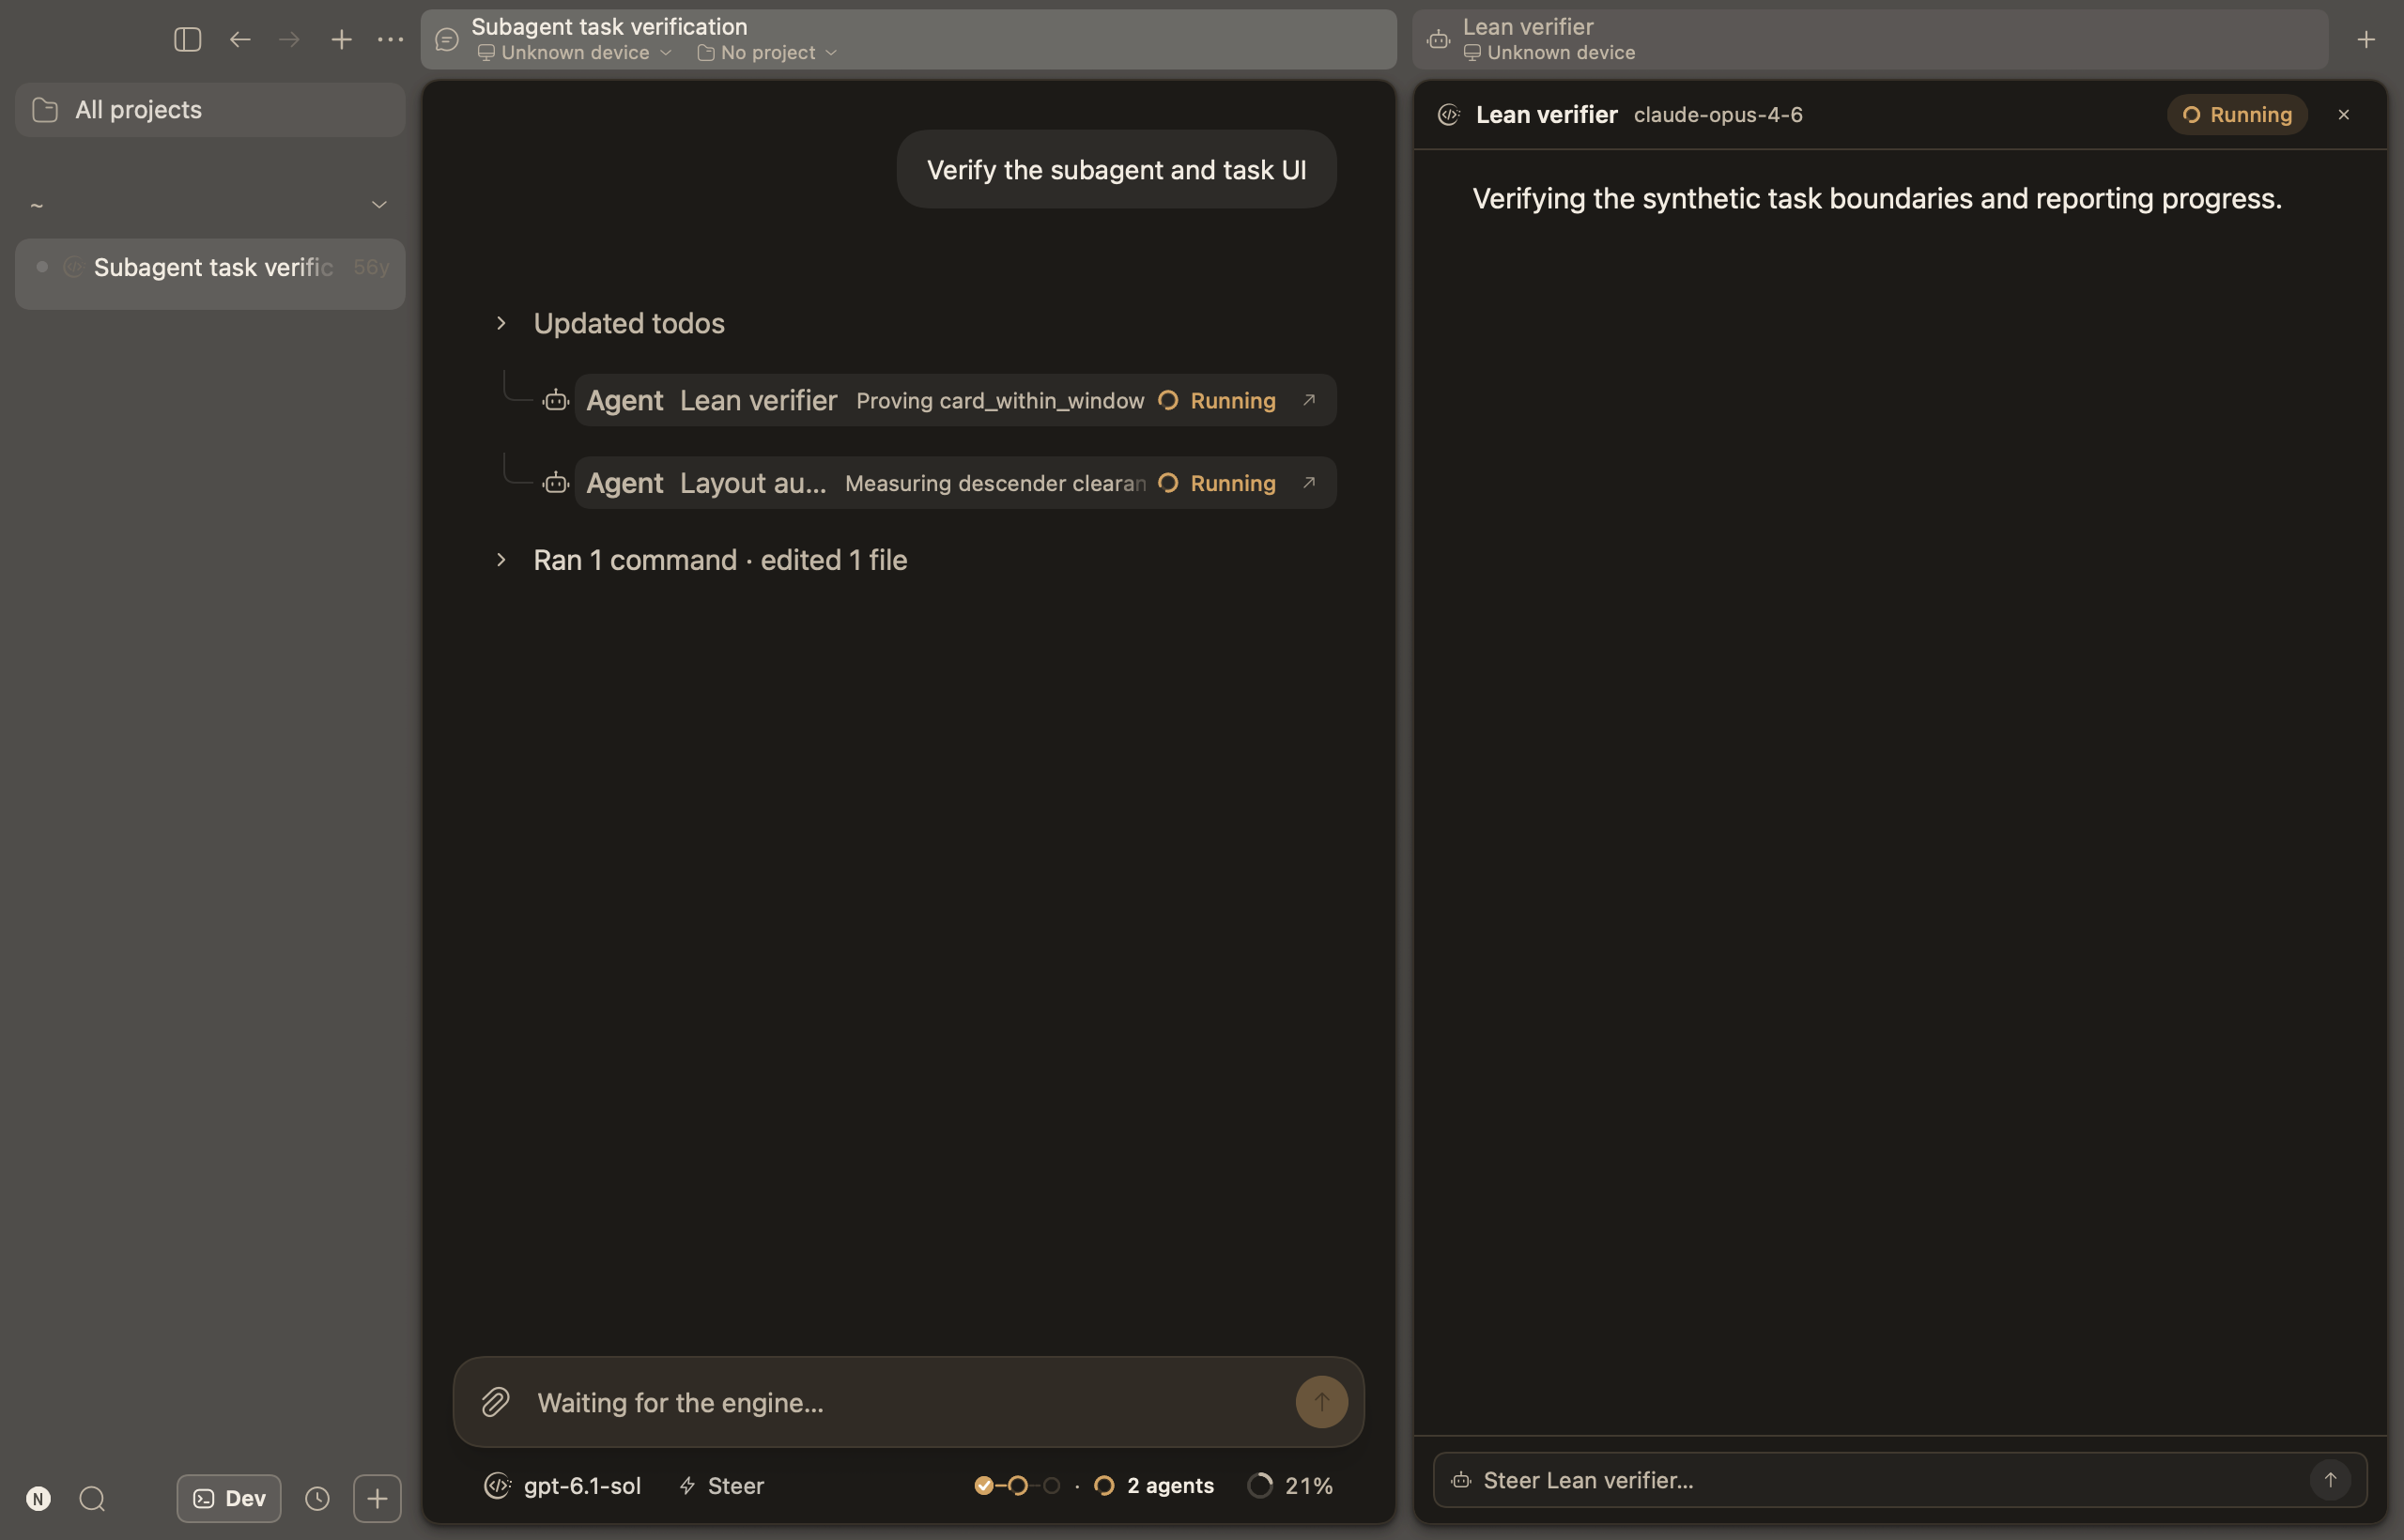 Subagent task verification
Unknown device
No project
Lean verifier
Unknown device
All projects
~
Subagent task verific 56y
Verify the subagent and task UI
Updated todos
Agent Lean verifier Proving card_within_window Running
Agent Layout au... Measuring descender clearan Running
Ran 1 command · edited 1 file
Waiting for the engine...
gpt-6.1-sol Steer · 2 agents 21%
N Dev
Lean verifier claude-opus-4-6 Running
Verifying the synthetic task boundaries and reporting progress.
Steer Lean verifier...